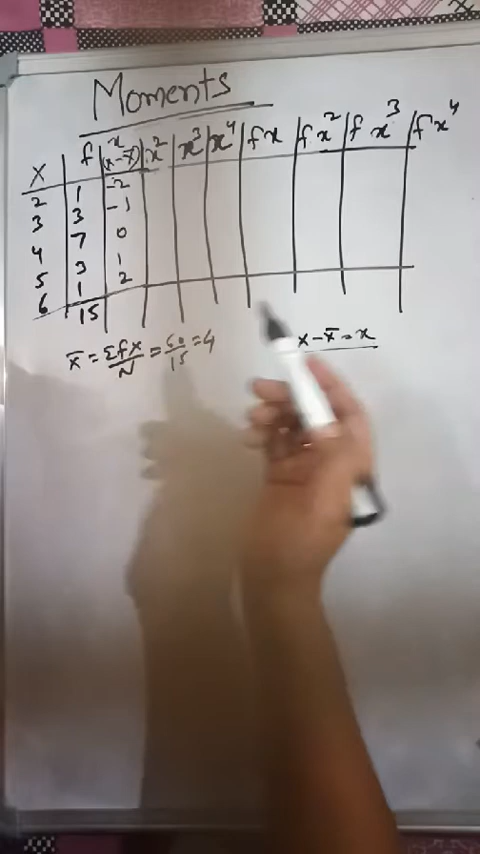 Moments
X f x (x-x̄) x² x³ x⁴ fx fx² fx³ fx⁴
2 1 -2
3 3 -1
4 7 0
5 3 1
6 1 2
15
x̄ = Σfx/N = 60/15 = 4
x-x̄ = x